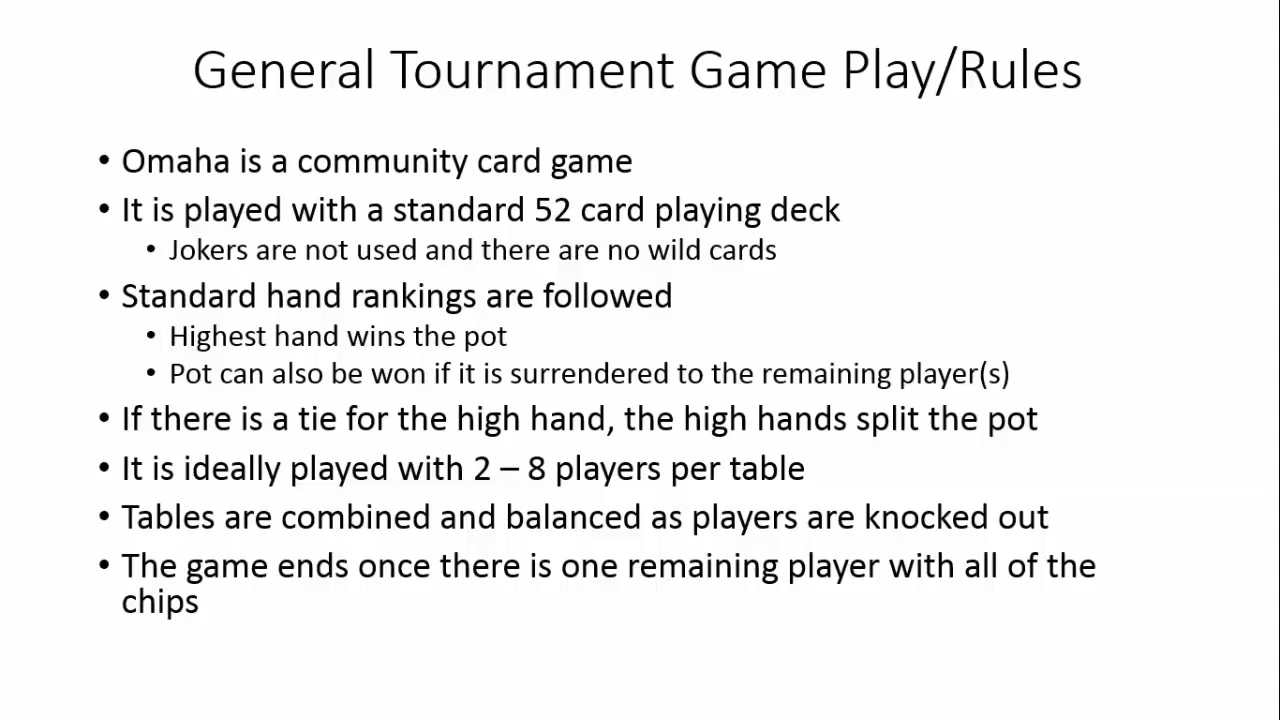 General Tournament Game Play/Rules
• Omaha is a community card game
• It is played with a standard 52 card playing deck
• Jokers are not used and there are no wild cards
• Standard hand rankings are followed
• Highest hand wins the pot
• Pot can also be won if it is surrendered to the remaining player(s)
• If there is a tie for the high hand, the high hands split the pot
• It is ideally played with 2 – 8 players per table
• Tables are combined and balanced as players are knocked out
• The game ends once there is one remaining player with all of the
chips